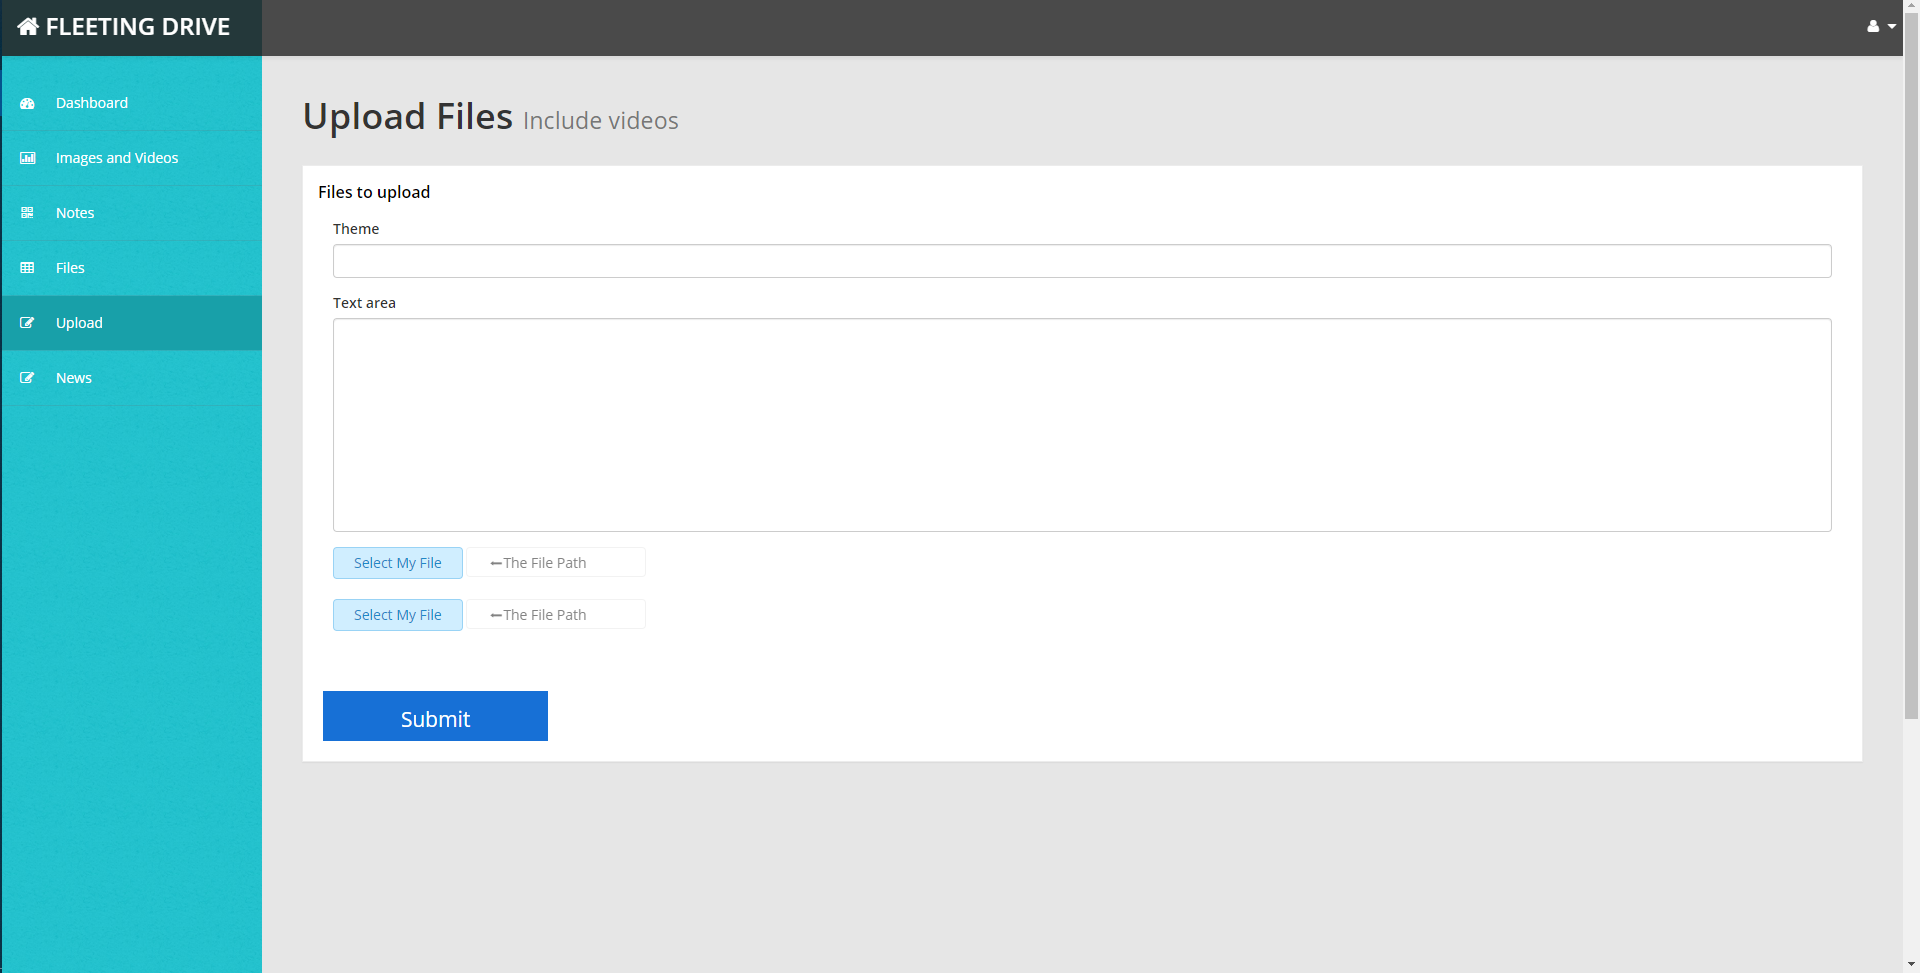 FLEETING DRIVE
Dashboard
Images and Videos
Notes
Files
Upload
News
Upload Files Include videos
Files to upload
Theme
Text area
Select My File ←The File Path
Select My File ←The File Path
Submit